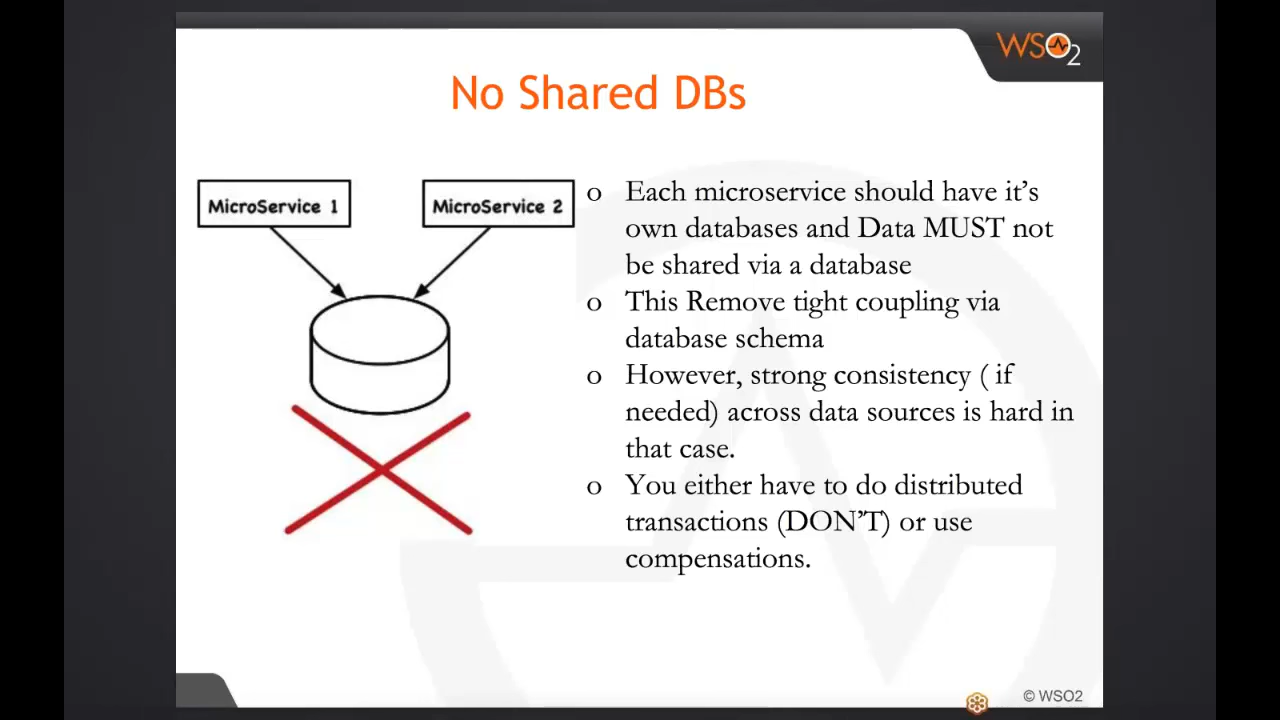 WSO2
No Shared DBs
MicroService 1
MicroService 2
o Each microservice should have it's
own databases and Data MUST not
be shared via a database
o This Remove tight coupling via
database schema
o However, strong consistency ( if
needed) across data sources is hard in
that case.
o You either have to do distributed
transactions (DON'T) or use
compensations.
© WSO2